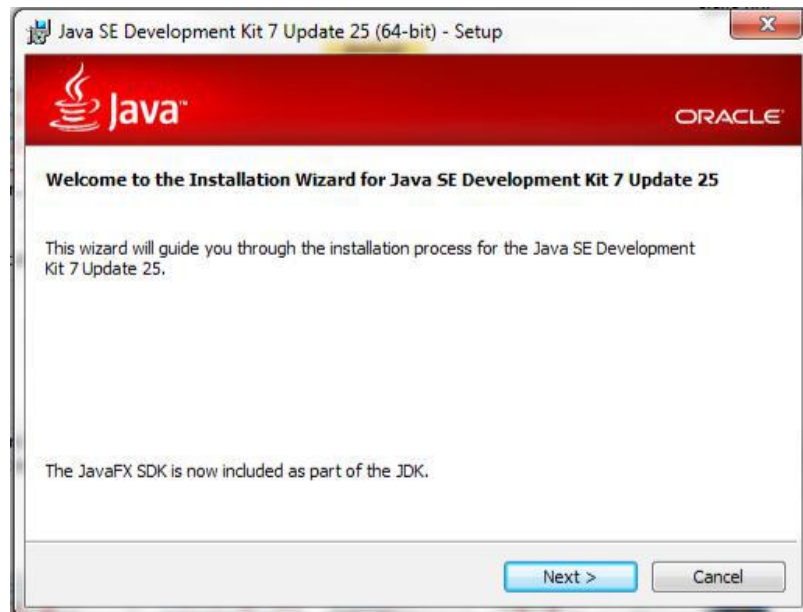 Java SE Development Kit 7 Update 25 (64-bit) - Setup
Java™
ORACLE
Welcome to the Installation Wizard for Java SE Development Kit 7 Update 25
This wizard will guide you through the installation process for the Java SE Development
Kit 7 Update 25.
The JavaFX SDK is now included as part of the JDK.
Next >
Cancel